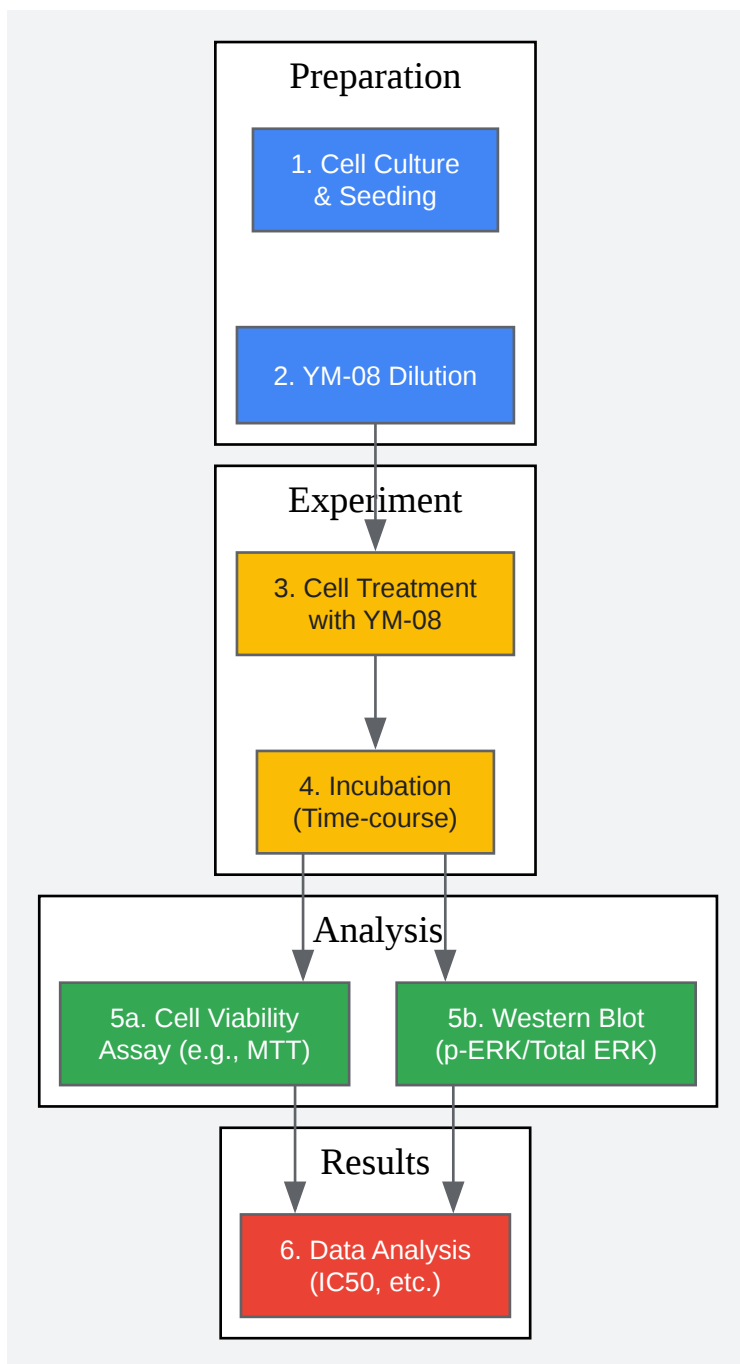 Preparation
1. Cell Culture
& Seeding
2. YM-08 Dilution
Experiment
3. Cell Treatment
with YM-08
4. Incubation
(Time-course)
Analysis
5a. Cell Viability
Assay (e.g., MTT)
5b. Western Blot
(p-ERK/Total ERK)
Results
6. Data Analysis
(IC50, etc.)